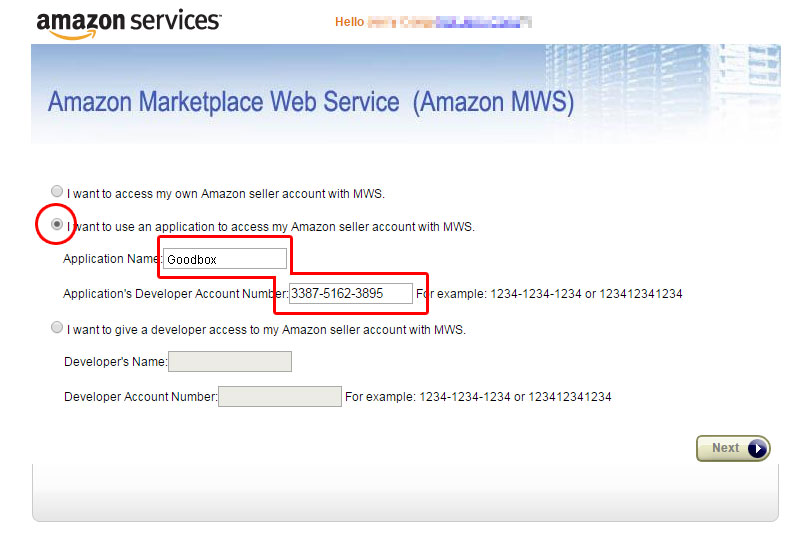 amazon services
Hello
Amazon Marketplace Web Service (Amazon MWS)
I want to access my own Amazon seller account with MWS.
I want to use an application to access my Amazon seller account with MWS.
Application Name: Goodbox
Application's Developer Account Number: 3387-5162-3895 For example: 1234-1234-1234 or 123412341234
I want to give a developer access to my Amazon seller account with MWS.
Developer's Name:
Developer Account Number: For example: 1234-1234-1234 or 123412341234
Next